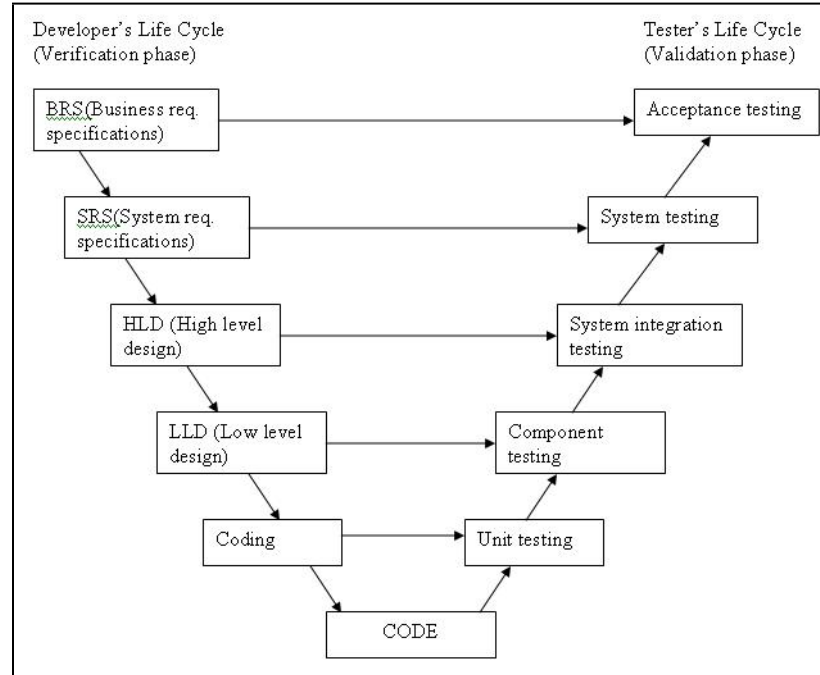 Developer's Life Cycle
(Verification phase)
Tester's Life Cycle
(Validation phase)
BRS(Business req.
specifications)
Acceptance testing
SRS(System req.
specifications)
System testing
HLD (High level
design)
System integration
testing
LLD (Low level
design)
Component
testing
Coding
Unit testing
CODE